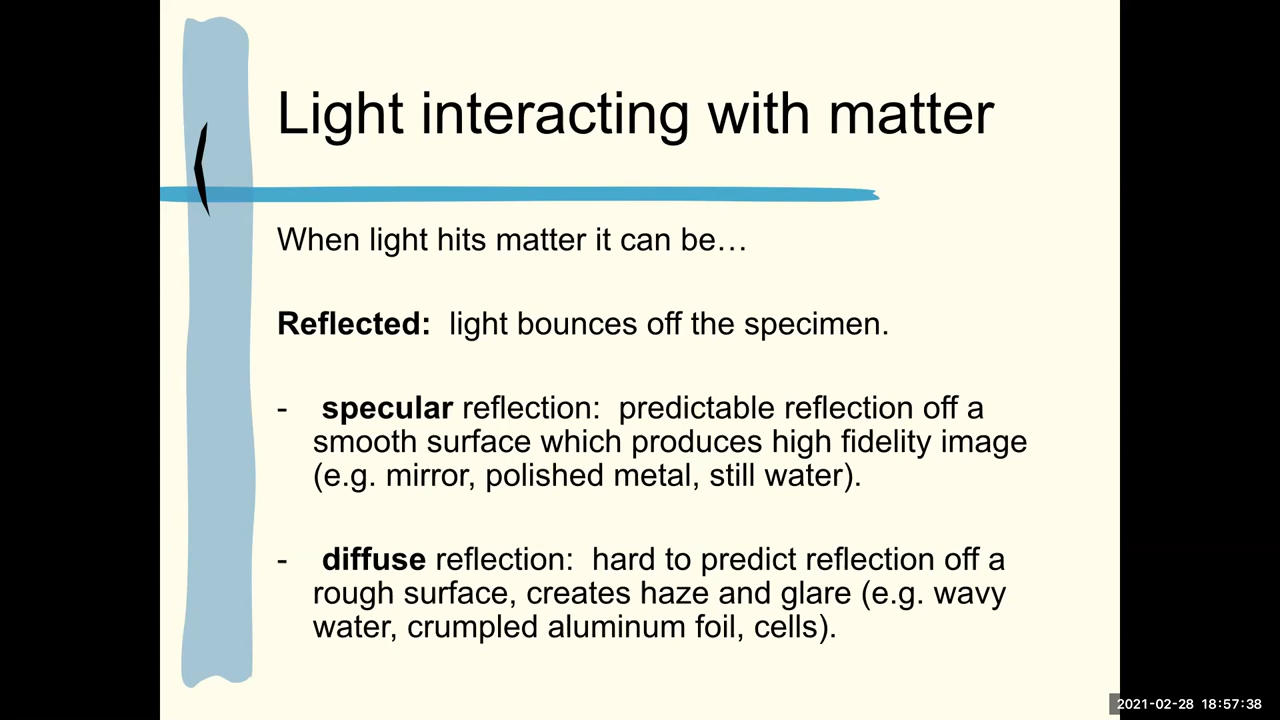 Light interacting with matter
When light hits matter it can be…
Reflected:  light bounces off the specimen.
-   specular reflection:  predictable reflection off a
smooth surface which produces high fidelity image
(e.g. mirror, polished metal, still water).
-   diffuse reflection:  hard to predict reflection off a
rough surface, creates haze and glare (e.g. wavy
water, crumpled aluminum foil, cells).
2021-02-28  18:57:38